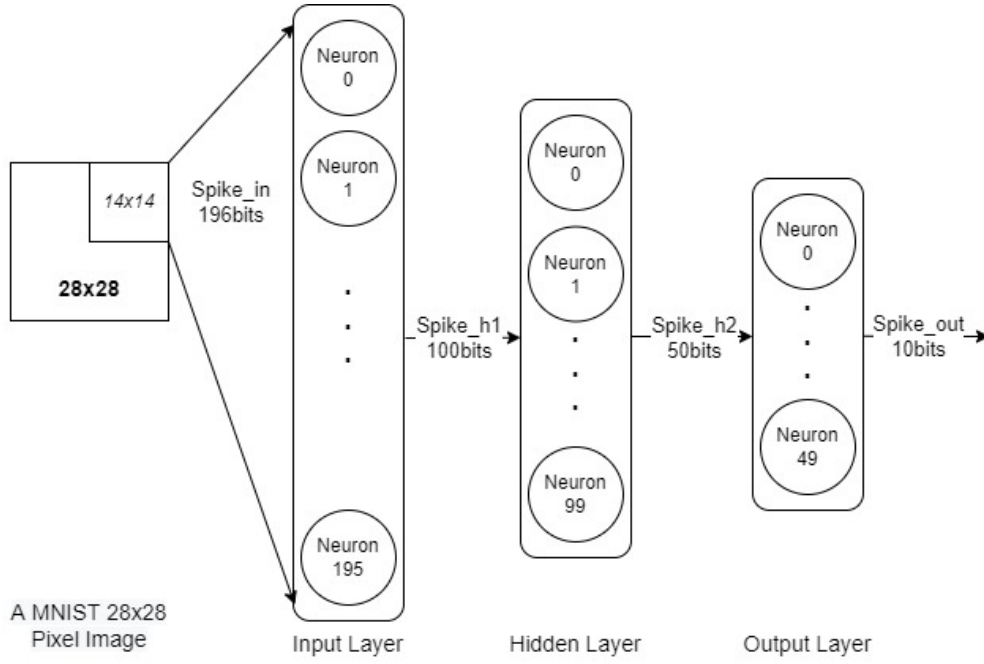 Neuron
0
Neuron
1
Neuron
195
14x14
28x28
Spike_in
196bits
Spike_h1
100bits
Neuron
0
Neuron
1
Neuron
99
Spike_h2
50bits
Neuron
0
Neuron
49
Spike_out
10bits
A MNIST 28x28
Pixel Image
Input Layer
Hidden Layer
Output Layer